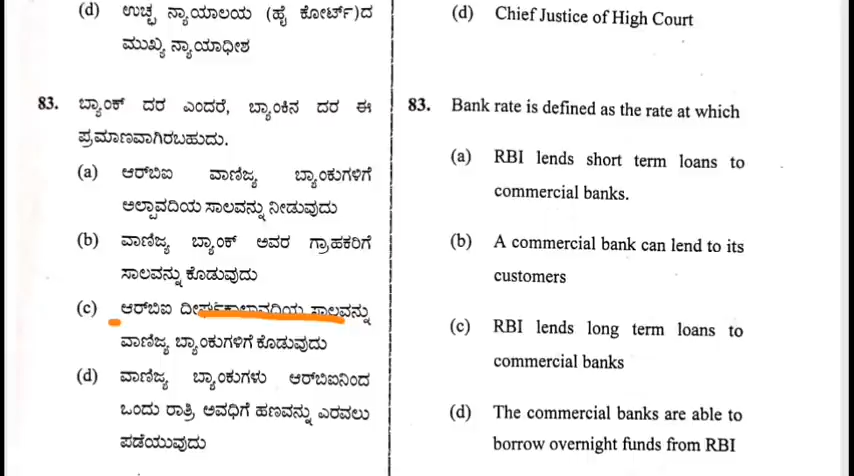 (d) ಉಚ್ಛ ನ್ಯಾಯಾಲಯ (ಹೈ ಕೋರ್ಟ್)ದ
ಮುಖ್ಯ ನ್ಯಾಯಾಧೀಶ
83. ಬ್ಯಾಂಕ್ ದರ ಎಂದರೆ, ಬ್ಯಾಂಕಿನ ದರ ಈ
ಪ್ರಮಾಣವಾಗಿರಬಹುದು.
(a) ಆರ್‌ಬಿಐ ವಾಣಿಜ್ಯ ಬ್ಯಾಂಕುಗಳಿಗೆ
ಅಲ್ಪಾವದಿಯ ಸಾಲವನ್ನು ನೀಡುವುದು
(b) ವಾಣಿಜ್ಯ ಬ್ಯಾಂಕ್ ಅವರ ಗ್ರಾಹಕರಿಗೆ
ಸಾಲವನ್ನು ಕೊಡುವುದು
(c) ಆರ್‌ಬಿಐ ದೀರ್ಘಕಾಲಾವದಿಯ ಸಾಲವನ್ನು
ವಾಣಿಜ್ಯ ಬ್ಯಾಂಕುಗಳಿಗೆ ಕೊಡುವುದು
(d) ವಾಣಿಜ್ಯ ಬ್ಯಾಂಕುಗಳು ಆರ್‌ಬಿಐನಿಂದ
ಒಂದು ರಾತ್ರಿ ಅವಧಿಗೆ ಹಣವನ್ನು ಎರವಲು
ಪಡೆಯುವುದು
(d) Chief Justice of High Court
83. Bank rate is defined as the rate at which
(a) RBI lends short term loans to
commercial banks.
(b) A commercial bank can lend to its
customers
(c) RBI lends long term loans to
commercial banks
(d) The commercial banks are able to
borrow overnight funds from RBI